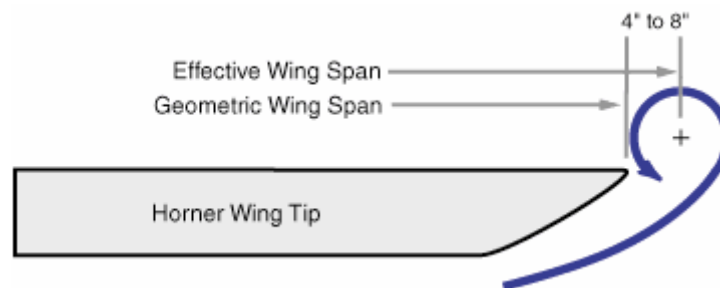 4" to 8"
Effective Wing Span
Geometric Wing Span
Horner Wing Tip